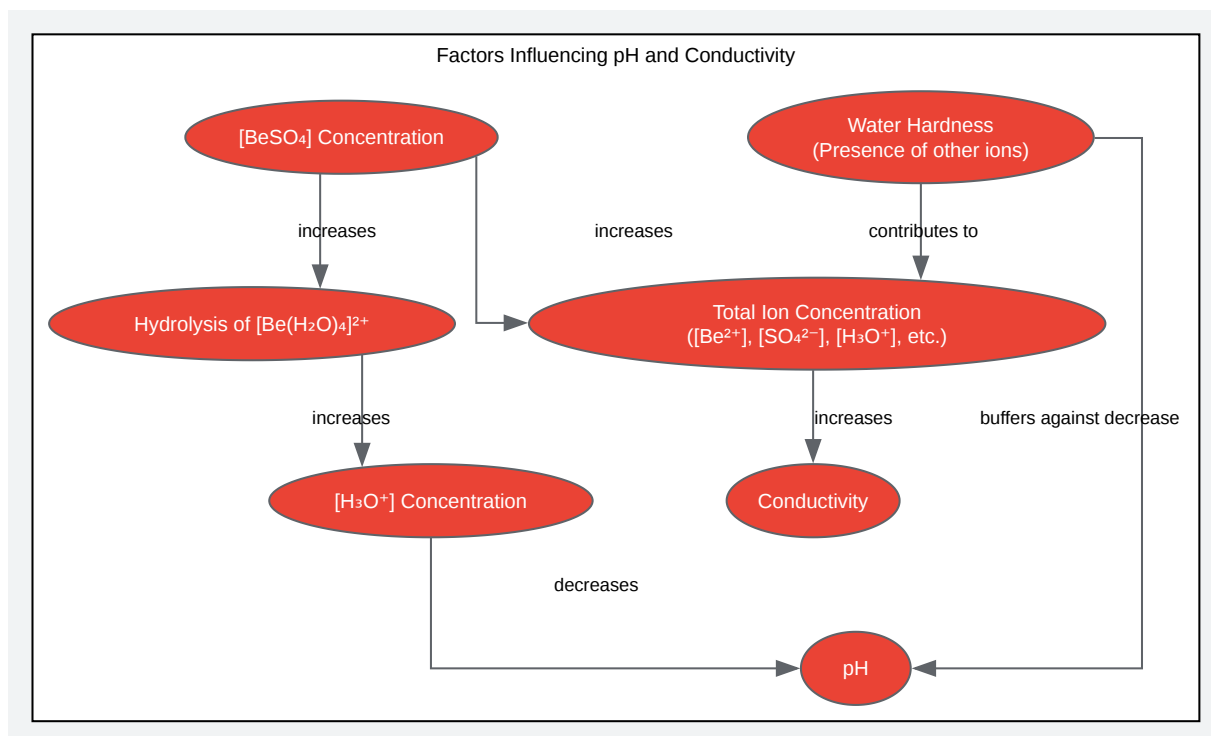 Factors Influencing pH and Conductivity
[BeSO₄] Concentration
Water Hardness
(Presence of other ions)
increases
increases
contributes to
Hydrolysis of [Be(H₂O)₄]²⁺
Total Ion Concentration
([Be²⁺], [SO₄²⁻], [H₃O⁺], etc.)
increases
increases
buffers against decrease
[H₃O⁺] Concentration
Conductivity
decreases
pH